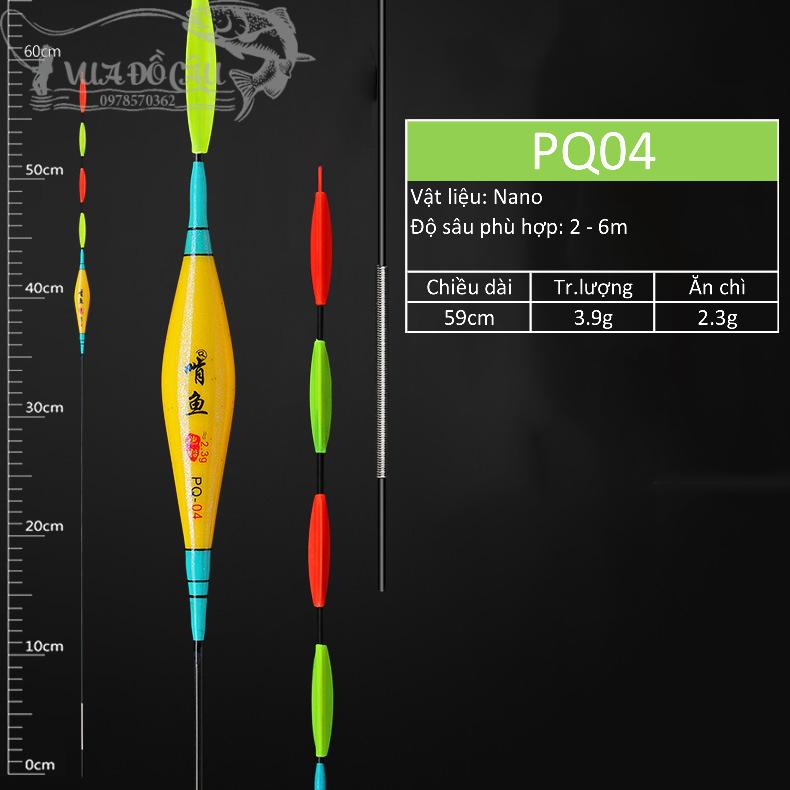 60cm
VUA ĐỒ CÂU
0978570362
50cm
40cm
30cm
20cm
10cm
0cm
啃鱼
2.3g
PQ-04
PQ04
Vật liệu: Nano
Độ sâu phù hợp: 2 - 6m
Chiều dài Tr.lượng Ăn chì
59cm 3.9g 2.3g